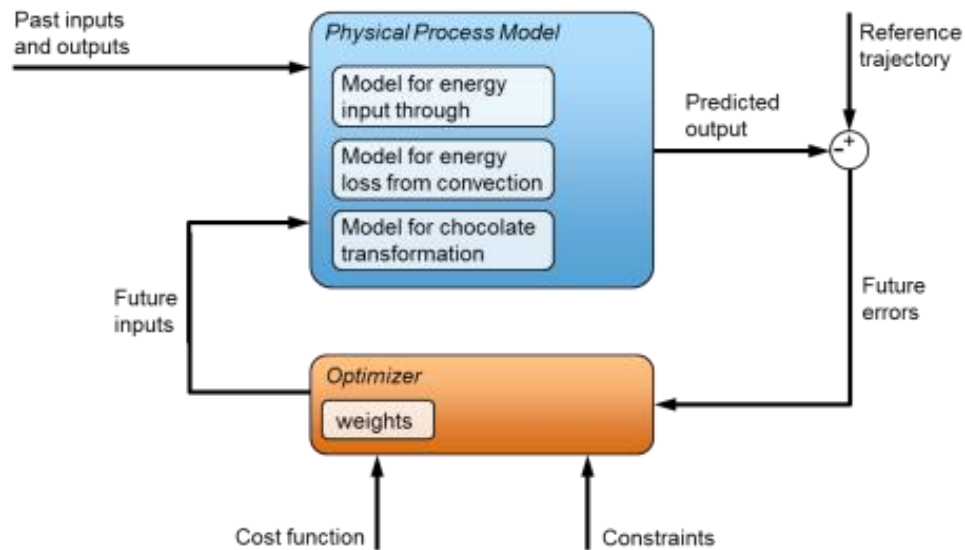 Past inputs
and outputs
Physical Process Model
Model for energy
input through
Model for energy
loss from convection
Model for chocolate
transformation
Predicted
output
Reference
trajectory
- +
Future
inputs
Future
errors
Optimizer
weights
Cost function
Constraints